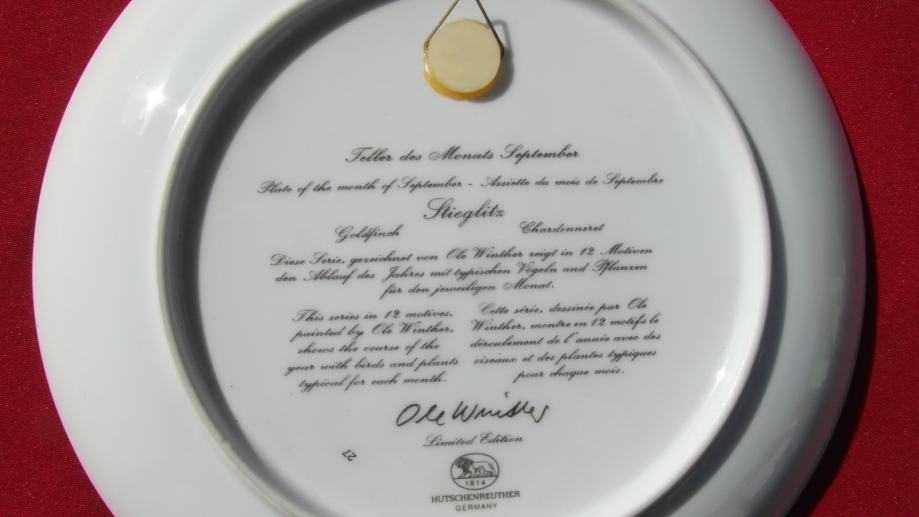 Teller des Monats September
Plate of the month of September - Assiette du mois de Septembre
Stieglitz
Goldfinch Chardonneret
Diese Serie, gezeichnet von Ole Winther zeigt in 12 Motiven
den Ablauf des Jahres mit typischen Vögeln und Pflanzen
für den jeweiligen Monat.
This series in 12 motives,
painted by Ole Winther,
shows the course of the
year with birds and plants
typical for each month.
Cette série, dessinée par Ole
Winther, montre en 12 motifs le
déroulement de l'année avec des
oiseaux et des plantes typiques
pour chaque mois.
Ole Winther
Limited Edition
27
1814
HUTSCHENREUTHER
GERMANY